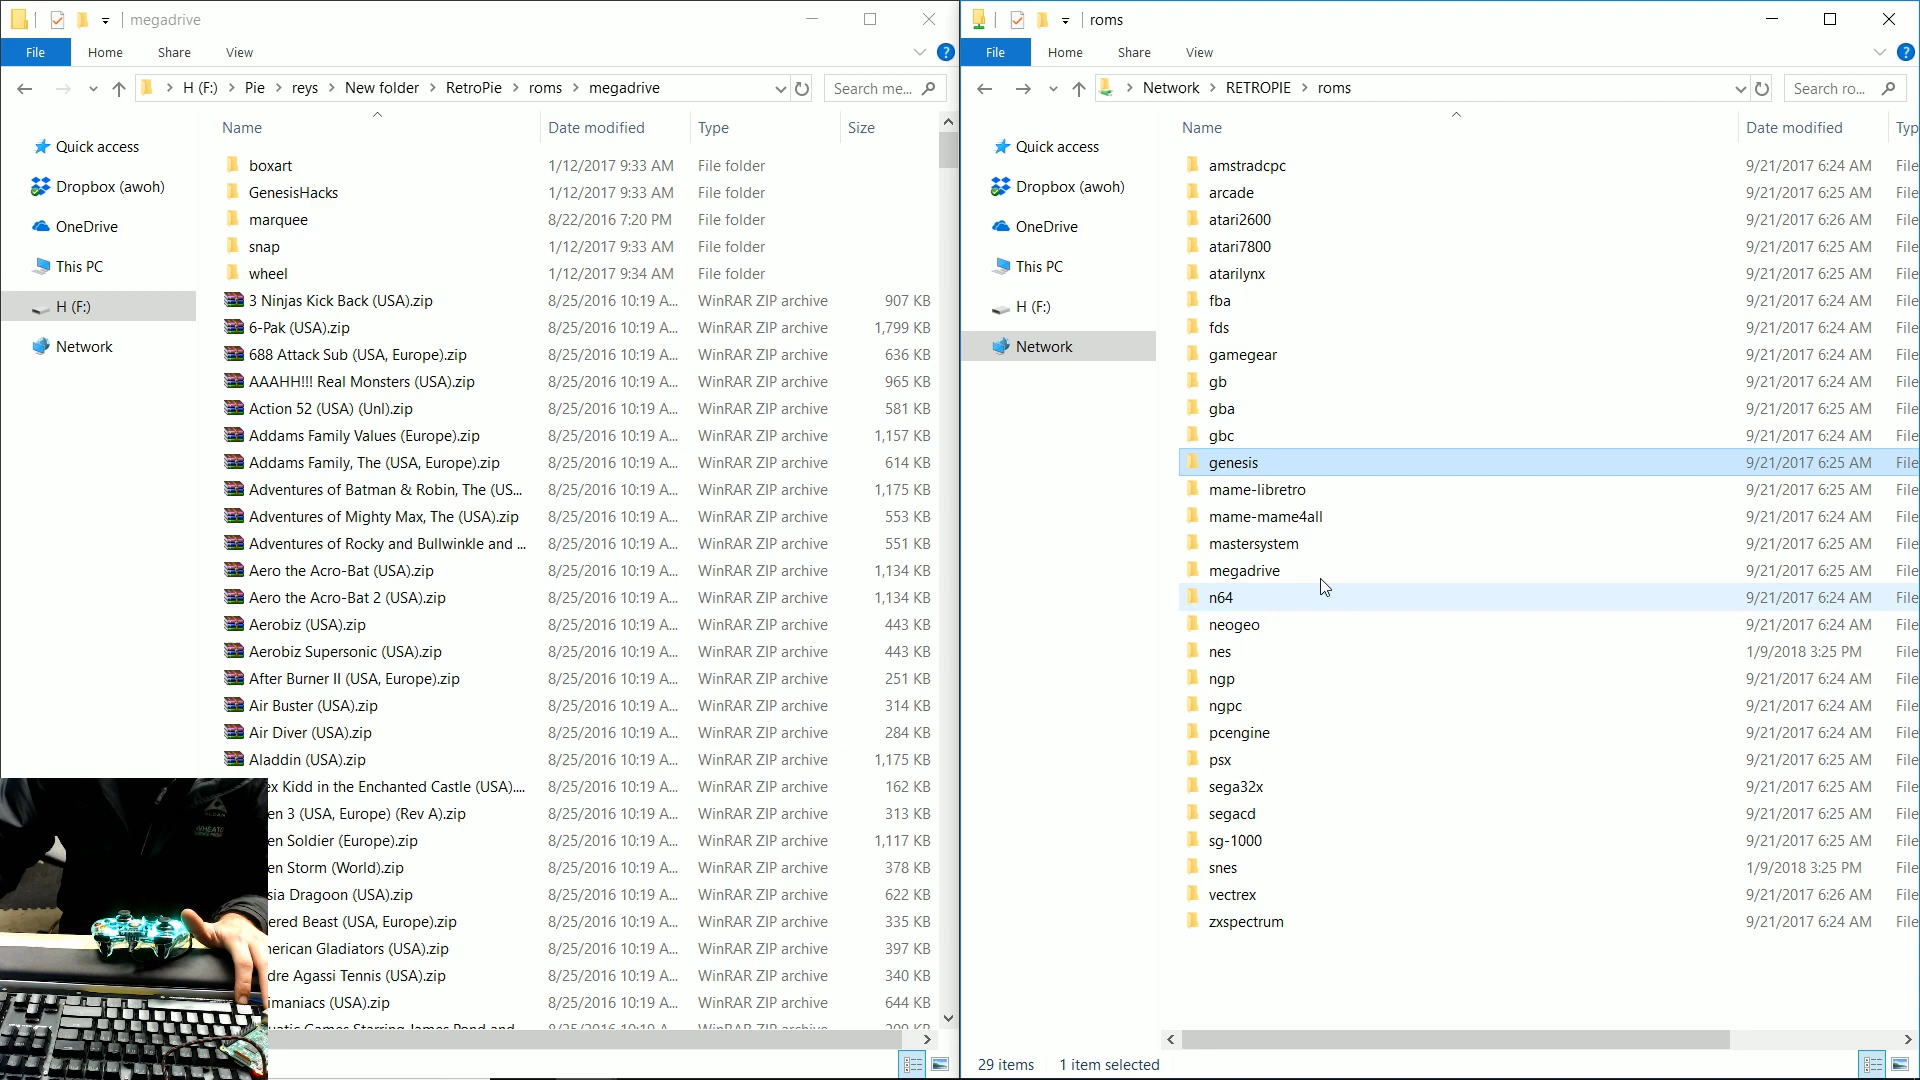 megadrive
File
Home
Share
View
H (F:)
Pie
reys
New folder
RetroPie
roms
megadrive
Search me...
Name
Date modified
Type
Size
Quick access
Dropbox (awoh)
OneDrive
This PC
H (F:)
Network
boxart 1/12/2017 9:33 AM File folder
GenesisHacks 1/12/2017 9:33 AM File folder
marquee 8/22/2016 7:20 PM File folder
snap 1/12/2017 9:33 AM File folder
wheel 1/12/2017 9:34 AM File folder
3 Ninjas Kick Back (USA).zip 8/25/2016 10:19 A... WinRAR ZIP archive 907 KB
6-Pak (USA).zip 8/25/2016 10:19 A... WinRAR ZIP archive 1,799 KB
688 Attack Sub (USA, Europe).zip 8/25/2016 10:19 A... WinRAR ZIP archive 636 KB
AAAHH!!! Real Monsters (USA).zip 8/25/2016 10:19 A... WinRAR ZIP archive 965 KB
Action 52 (USA) (Unl).zip 8/25/2016 10:19 A... WinRAR ZIP archive 581 KB
Addams Family Values (Europe).zip 8/25/2016 10:19 A... WinRAR ZIP archive 1,157 KB
Addams Family, The (USA, Europe).zip 8/25/2016 10:19 A... WinRAR ZIP archive 614 KB
Adventures of Batman & Robin, The (US... 8/25/2016 10:19 A... WinRAR ZIP archive 1,175 KB
Adventures of Mighty Max, The (USA).zip 8/25/2016 10:19 A... WinRAR ZIP archive 553 KB
Adventures of Rocky and Bullwinkle and ... 8/25/2016 10:19 A... WinRAR ZIP archive 551 KB
Aero the Acro-Bat (USA).zip 8/25/2016 10:19 A... WinRAR ZIP archive 1,134 KB
Aero the Acro-Bat 2 (USA).zip 8/25/2016 10:19 A... WinRAR ZIP archive 1,134 KB
Aerobiz (USA).zip 8/25/2016 10:19 A... WinRAR ZIP archive 443 KB
Aerobiz Supersonic (USA).zip 8/25/2016 10:19 A... WinRAR ZIP archive 443 KB
After Burner II (USA, Europe).zip 8/25/2016 10:19 A... WinRAR ZIP archive 251 KB
Air Buster (USA).zip 8/25/2016 10:19 A... WinRAR ZIP archive 314 KB
Air Diver (USA).zip 8/25/2016 10:19 A... WinRAR ZIP archive 284 KB
Aladdin (USA).zip 8/25/2016 10:19 A... WinRAR ZIP archive 1,175 KB
ex Kidd in the Enchanted Castle (USA).... 8/25/2016 10:19 A... WinRAR ZIP archive 162 KB
en 3 (USA, Europe) (Rev A).zip 8/25/2016 10:19 A... WinRAR ZIP archive 313 KB
en Soldier (Europe).zip 8/25/2016 10:19 A... WinRAR ZIP archive 1,117 KB
en Storm (World).zip 8/25/2016 10:19 A... WinRAR ZIP archive 378 KB
sia Dragoon (USA).zip 8/25/2016 10:19 A... WinRAR ZIP archive 622 KB
ered Beast (USA, Europe).zip 8/25/2016 10:19 A... WinRAR ZIP archive 335 KB
nerican Gladiators (USA).zip 8/25/2016 10:19 A... WinRAR ZIP archive 397 KB
dre Agassi Tennis (USA).zip 8/25/2016 10:19 A... WinRAR ZIP archive 340 KB
imaniacs (USA).zip 8/25/2016 10:19 A... WinRAR ZIP archive 644 KB
roms
File
Home
Share
View
Network
RETROPIE
roms
Search ro...
Name
Date modified
Typ
Quick access
Dropbox (awoh)
OneDrive
This PC
H (F:)
Network
amstradcpc 9/21/2017 6:24 AM File
arcade 9/21/2017 6:25 AM File
atari2600 9/21/2017 6:26 AM File
atari7800 9/21/2017 6:25 AM File
atarilynx 9/21/2017 6:25 AM File
fba 9/21/2017 6:25 AM File
fds 9/21/2017 6:24 AM File
gamegear 9/21/2017 6:24 AM File
gb 9/21/2017 6:24 AM File
gba 9/21/2017 6:25 AM File
gbc 9/21/2017 6:24 AM File
genesis 9/21/2017 6:25 AM File
mame-libretro 9/21/2017 6:25 AM File
mame-mame4all 9/21/2017 6:24 AM File
mastersystem 9/21/2017 6:25 AM File
megadrive 9/21/2017 6:25 AM File
n64 9/21/2017 6:24 AM File
neogeo 9/21/2017 6:24 AM File
nes 1/9/2018 3:25 PM File
ngp 9/21/2017 6:24 AM File
ngpc 9/21/2017 6:24 AM File
pcengine 9/21/2017 6:24 AM File
psx 9/21/2017 6:25 AM File
sega32x 9/21/2017 6:25 AM File
segacd 9/21/2017 6:25 AM File
sg-1000 9/21/2017 6:25 AM File
snes 1/9/2018 3:25 PM File
vectrex 9/21/2017 6:26 AM File
zxspectrum 9/21/2017 6:24 AM File
29 items 1 item selected